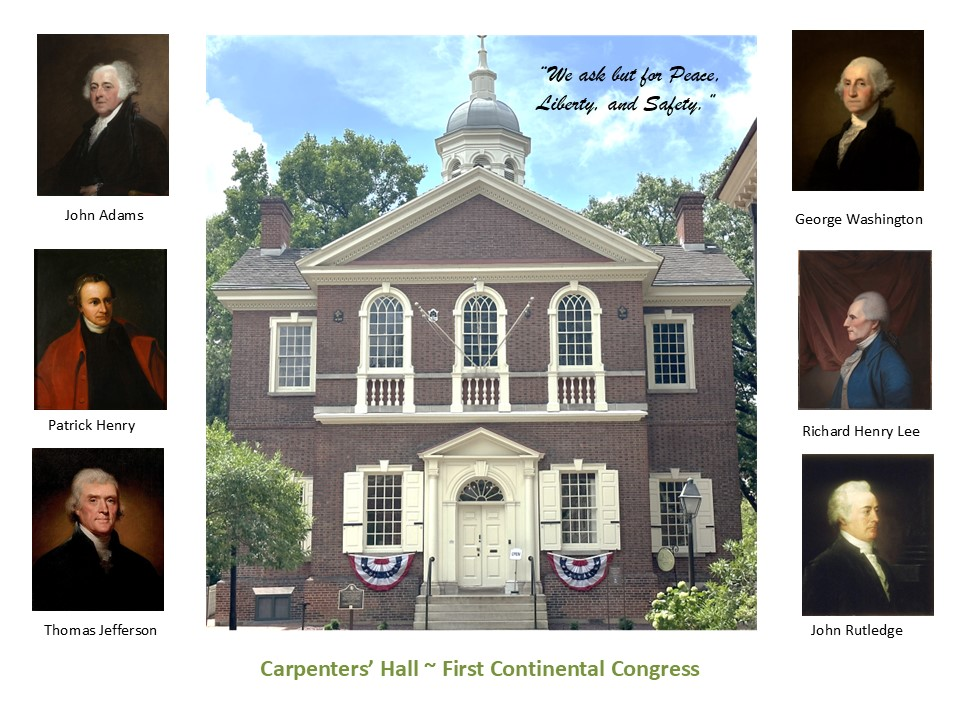 “We ask but for Peace,
Liberty, and Safety.”
John Adams
George Washington
Patrick Henry
Richard Henry Lee
Thomas Jefferson
John Rutledge
OPEN
Carpenters’ Hall ~ First Continental Congress